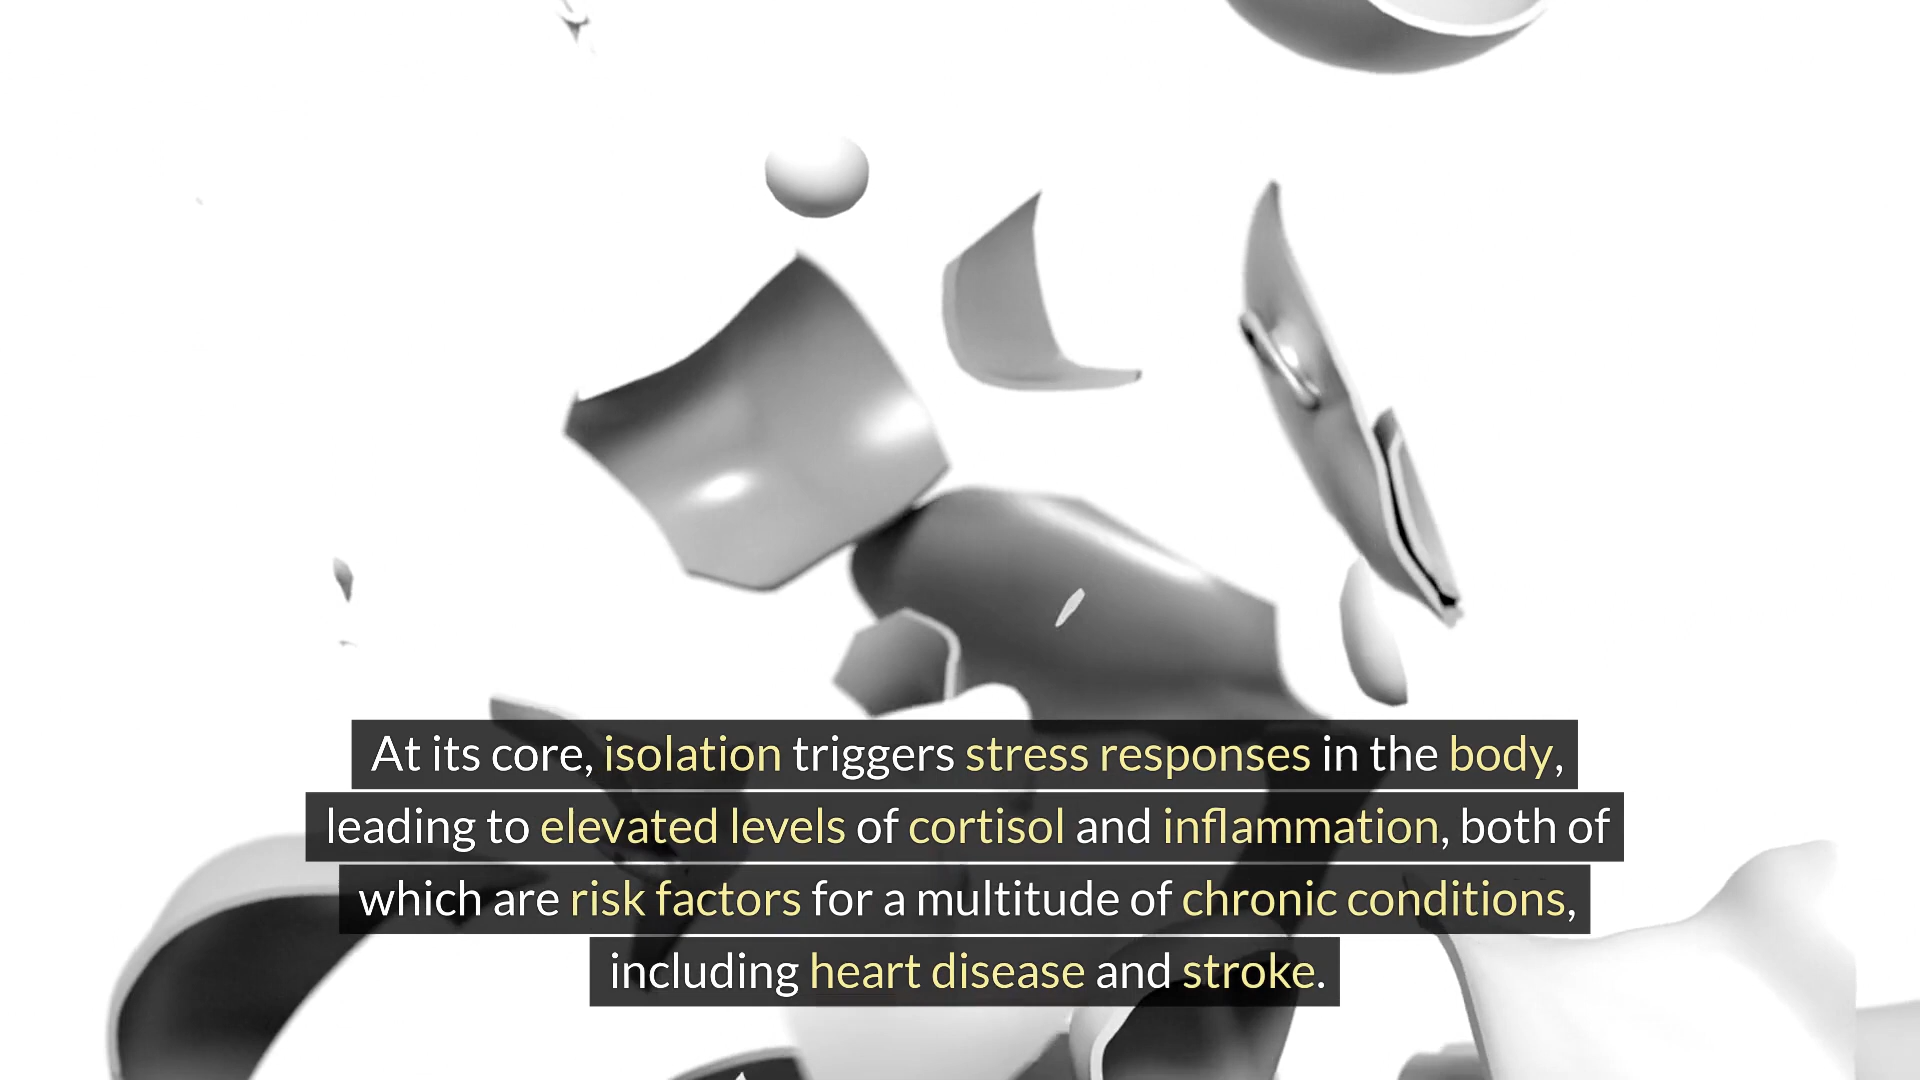 At its core, isolation triggers stress responses in the body,
leading to elevated levels of cortisol and inflammation, both of
which are risk factors for a multitude of chronic conditions,
including heart disease and stroke.